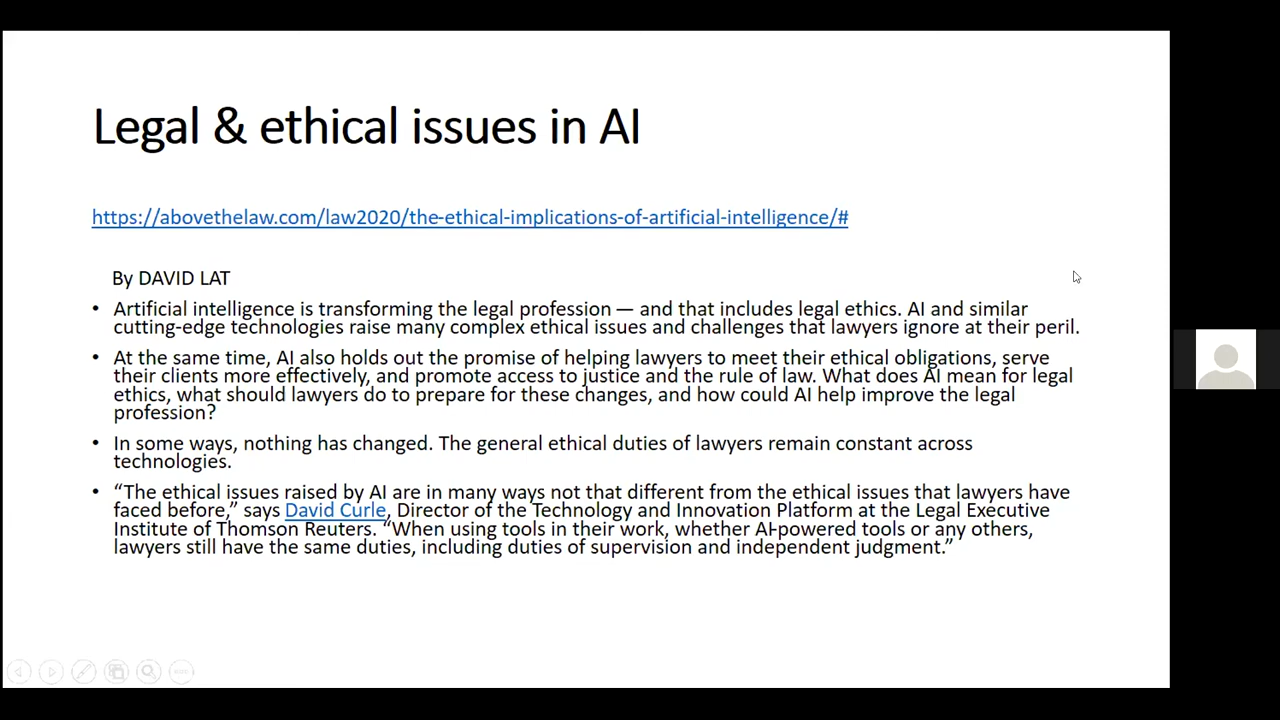 Legal & ethical issues in AI
https://abovethelaw.com/law2020/the-ethical-implications-of-artificial-intelligence/#
By DAVID LAT
• Artificial intelligence is transforming the legal profession — and that includes legal ethics. AI and similar
cutting-edge technologies raise many complex ethical issues and challenges that lawyers ignore at their peril.
• At the same time, AI also holds out the promise of helping lawyers to meet their ethical obligations, serve
their clients more effectively, and promote access to justice and the rule of law. What does AI mean for legal
ethics, what should lawyers do to prepare for these changes, and how could AI help improve the legal
profession?
• In some ways, nothing has changed. The general ethical duties of lawyers remain constant across
technologies.
• “The ethical issues raised by AI are in many ways not that different from the ethical issues that lawyers have
faced before,” says David Curle, Director of the Technology and Innovation Platform at the Legal Executive
Institute of Thomson Reuters. “When using tools in their work, whether AI-powered tools or any others,
lawyers still have the same duties, including duties of supervision and independent judgment.”